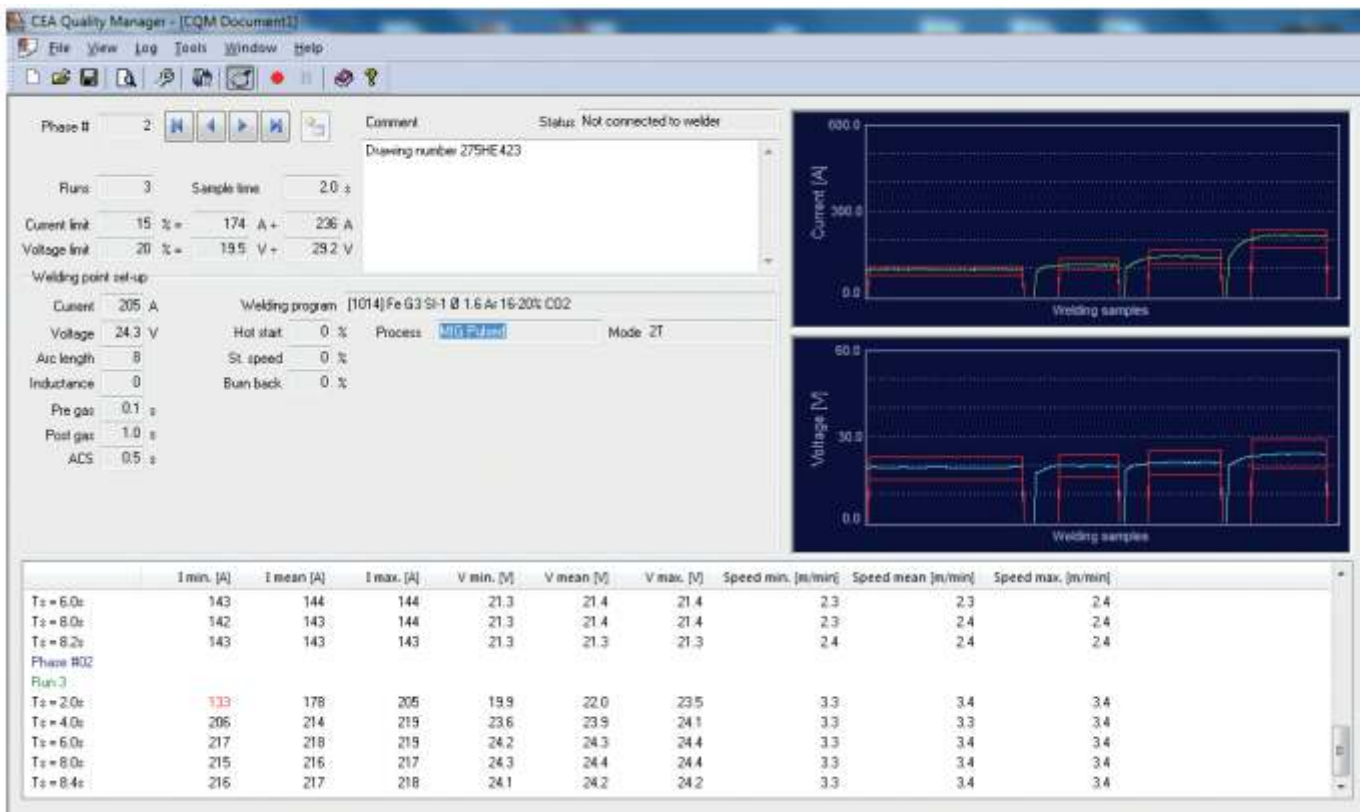 CEA Quality Manager - [CQM Document1]
File View Log Tools Window Help
Phase # 2 Comment Status: Not connected to welder
Drawing number 275HE423
Runs 3 Sample time 2.0 s
Current limit 15 % = 174 A ÷ 236 A
Voltage limit 20 % = 19.5 V ÷ 29.2 V
Welding point set-up
Current 205 A Welding program [1014] Fe G3 SI-1 Ø 1.6 Ar 16-20% CO2
Voltage 24.3 V Hot start 0 % Process MIG Pulsed Mode 2T
Arc length 8 St. speed 0 %
Inductance 0 Burn back 0 %
Pre gas 0.1 s
Post gas 1.0 s
ACS 0.5 s
600.0
Current [A]
300.0
0.0
Welding samples
60.0
Voltage [V]
30.0
0.0
Welding samples
I min. [A] I mean [A] I max. [A] V min. [V] V mean [V] V max. [V] Speed min. [m/min] Speed mean [m/min] Speed max. [m/min]
Ts = 6.0s 143 144 144 21.3 21.4 21.4 2.3 2.3 2.4
Ts = 8.0s 142 143 144 21.3 21.4 21.4 2.3 2.4 2.4
Ts = 8.2s 143 143 143 21.3 21.3 21.3 2.4 2.4 2.4
Phase #02
Run 3
Ts = 2.0s 133 178 205 19.9 22.0 23.5 3.3 3.4 3.4
Ts = 4.0s 206 214 219 23.6 23.9 24.1 3.3 3.3 3.4
Ts = 6.0s 217 218 219 24.2 24.3 24.4 3.3 3.4 3.4
Ts = 8.0s 215 216 217 24.3 24.4 24.4 3.3 3.4 3.4
Ts = 8.4s 216 217 218 24.1 24.2 24.2 3.3 3.4 3.4